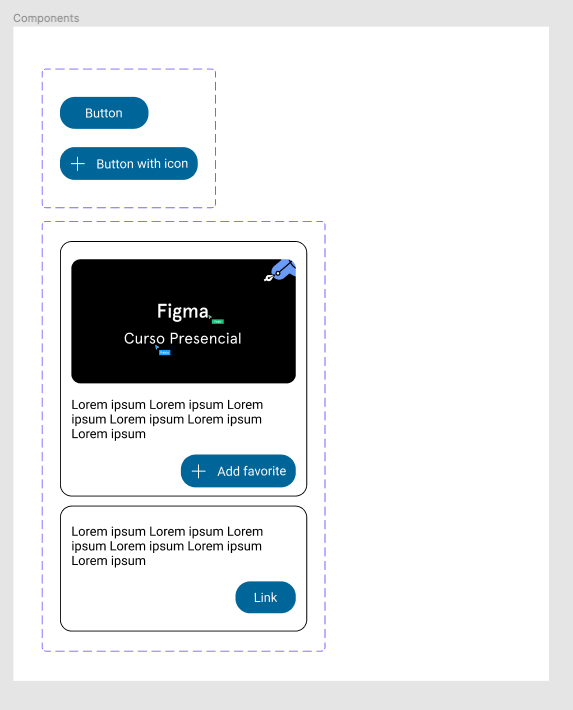 Components
Button
Button with icon
Figma
Curso Presencial
Lorem ipsum Lorem ipsum Lorem
ipsum Lorem ipsum Lorem ipsum
Lorem ipsum
Add favorite
Lorem ipsum Lorem ipsum Lorem
ipsum Lorem ipsum Lorem ipsum
Lorem ipsum
Link